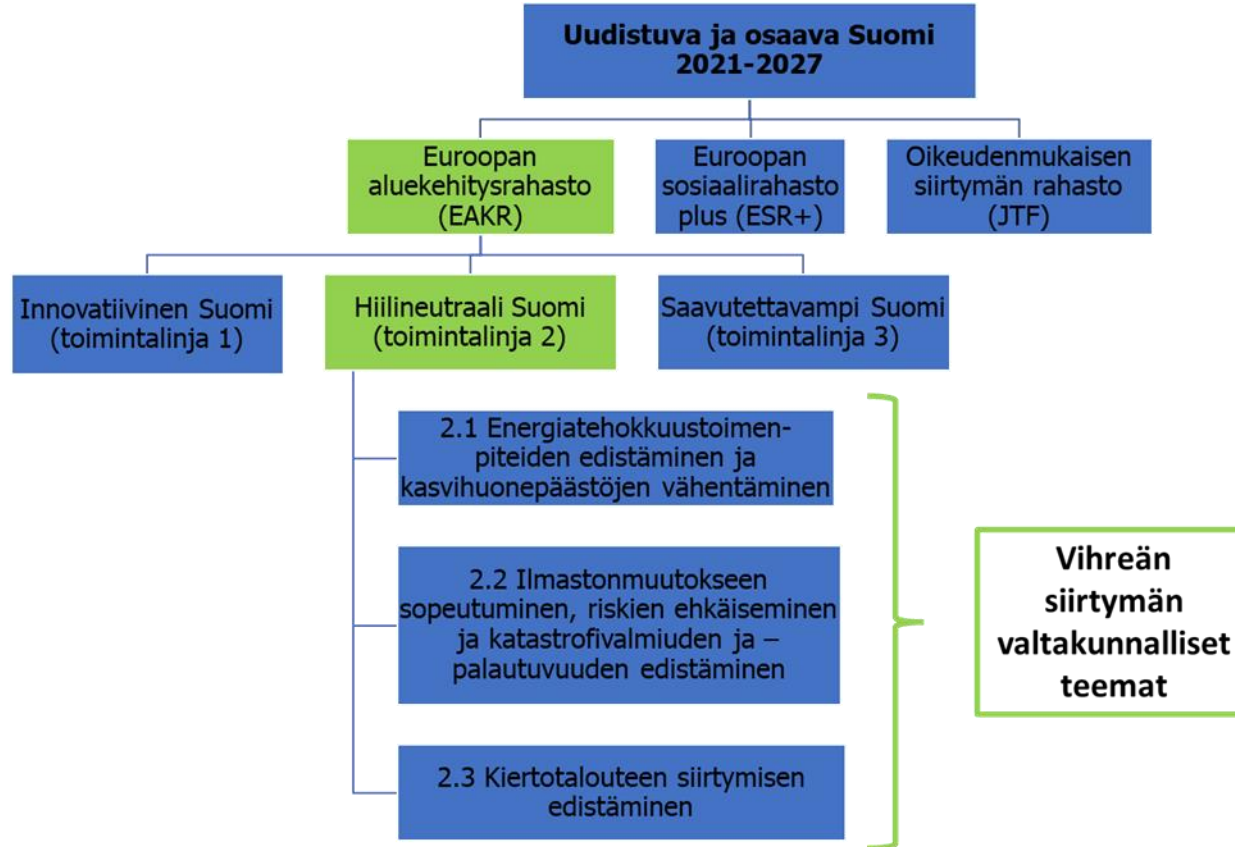 Uudistuva ja osaava Suomi
2021-2027
Euroopan
aluekehitysrahasto
(EAKR)
Euroopan
sosiaalirahasto
plus (ESR+)
Oikeudenmukaisen
siirtymän rahasto
(JTF)
Innovatiivinen Suomi
(toimintalinja 1)
Hiilineutraali Suomi
(toimintalinja 2)
Saavutettavampi Suomi
(toimintalinja 3)
2.1 Energiatehokkuustoimen-
piteiden edistäminen ja
kasvihuonepäästöjen vähentäminen
2.2 Ilmastonmuutokseen
sopeutuminen, riskien ehkäiseminen
ja katastrofivalmiuden ja –
palautuvuuden edistäminen
2.3 Kiertotalouteen siirtymisen
edistäminen
Vihreän
siirtymän
valtakunnalliset
teemat